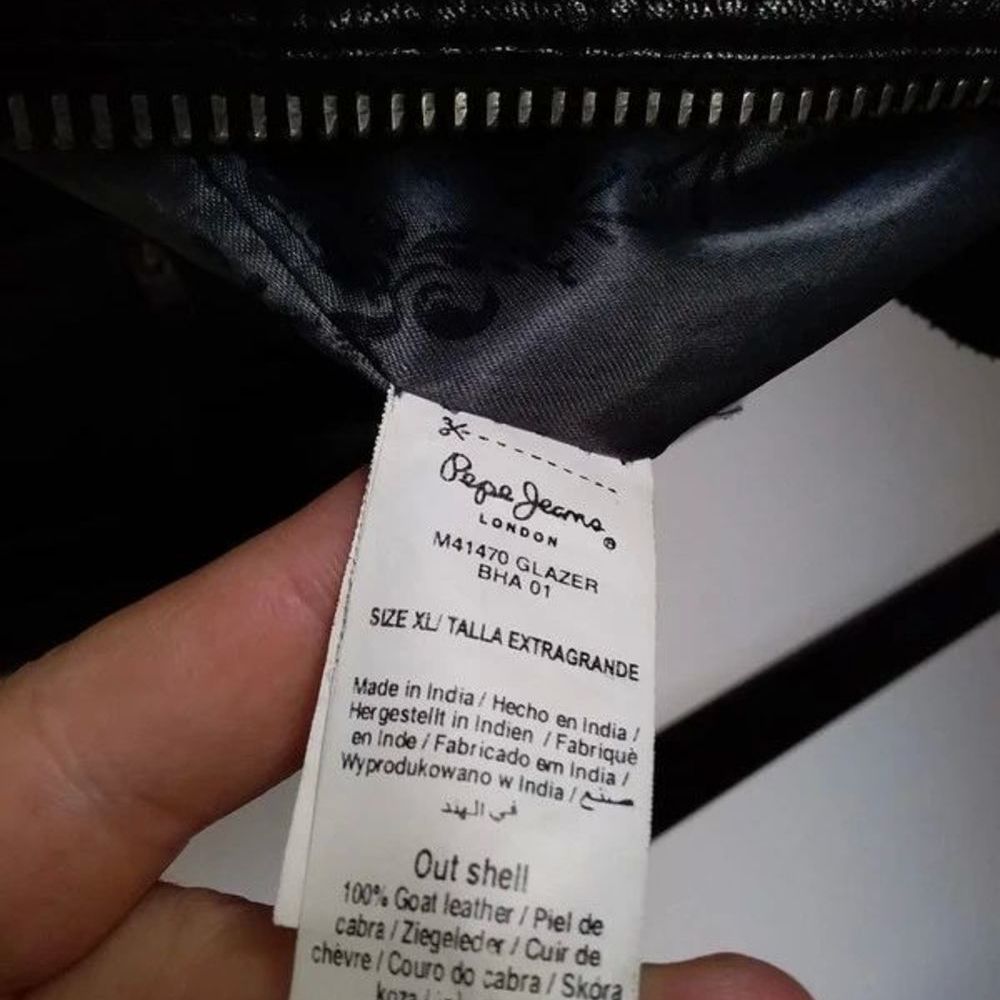 Pepe Jeans
LONDON ®
M41470 GLAZER
BHA 01
SIZE XL/ TALLA EXTRAGRANDE
Made in India / Hecho en India /
Hergestellt in Indien / Fabriquè
en Inde / Fabricado em India /
Wyprodukowano w India / صنع
في الهند
Out shell
100% Goat leather / Piel de
cabra / Ziegeleder / Cuir de
chèvre / Couro do cabra / Skóra
koza /